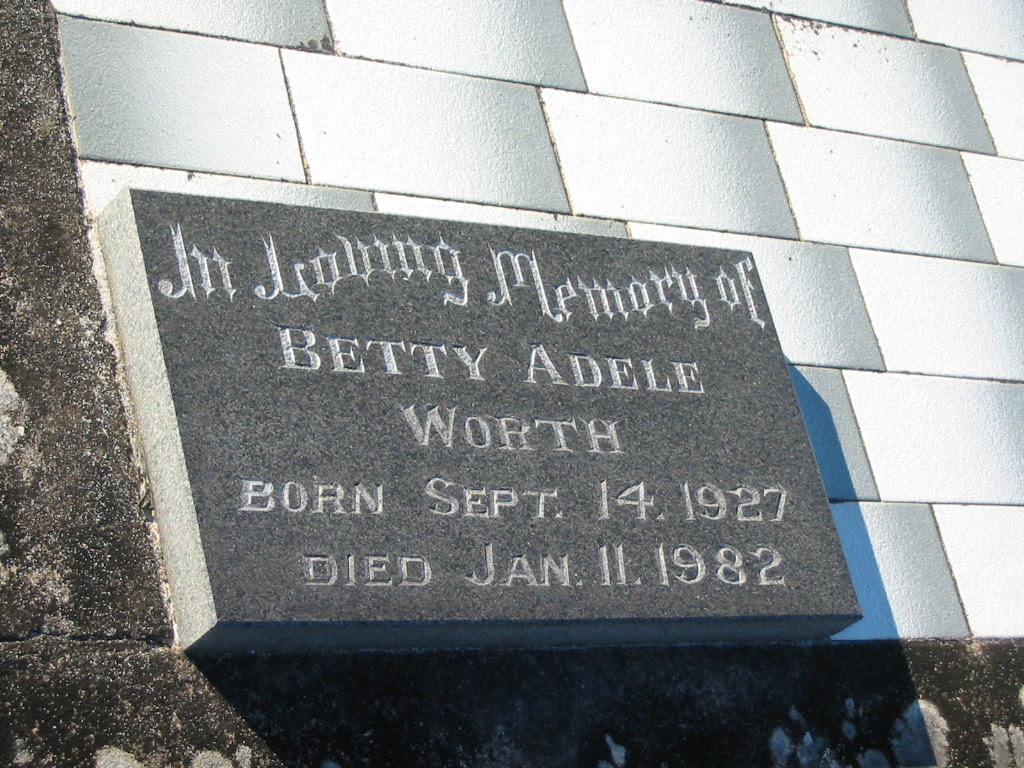 In Loving Memory of
BETTY ADELE
WORTH
BORN SEPT. 14. 1927
DIED JAN. 11. 1982